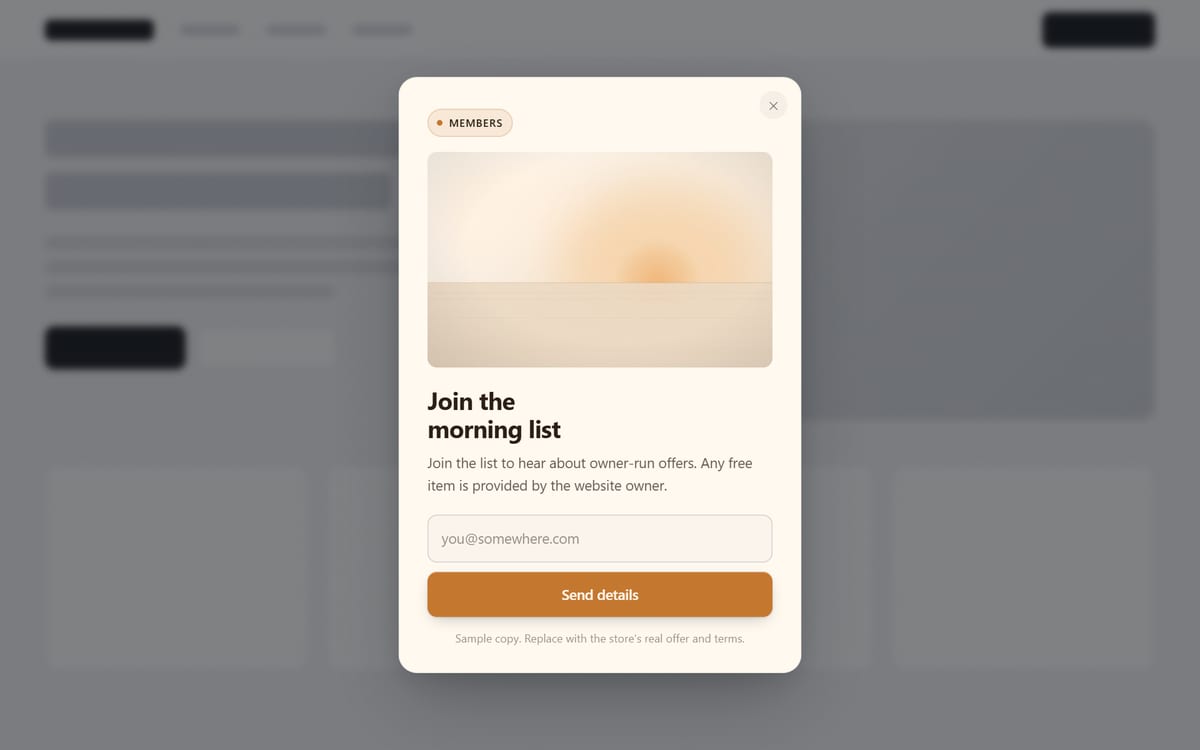 MEMBERS
Join the
morning list
Join the list to hear about owner-run offers. Any free
item is provided by the website owner.
you@somewhere.com
Send details
Sample copy. Replace with the store's real offer and terms.